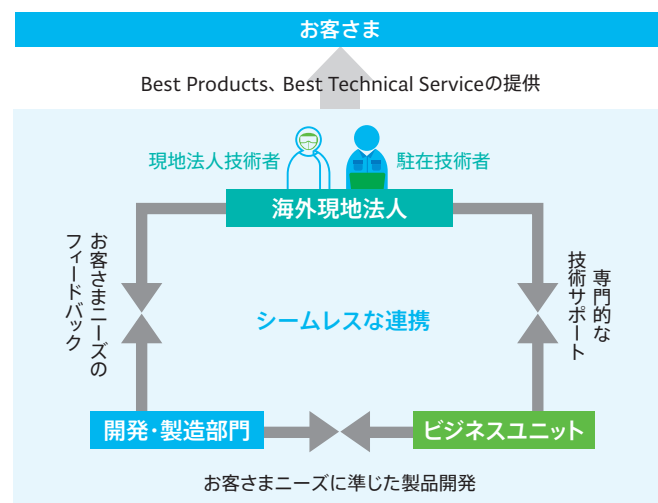 お客さま
Best Products、Best Technical Serviceの提供
現地法人技術者
駐在技術者
海外現地法人
お客さまニーズの
フィードバック
専門的な
技術サポート
シームレスな連携
開発・製造部門
ビジネスユニット
お客さまニーズに準じた製品開発